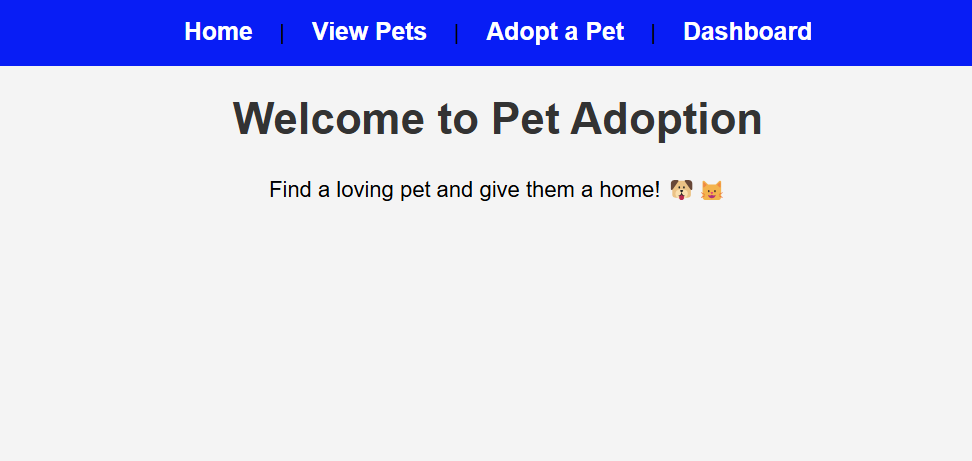 Home | View Pets | Adopt a Pet | Dashboard
Welcome to Pet Adoption
Find a loving pet and give them a home! 🐶 🐱